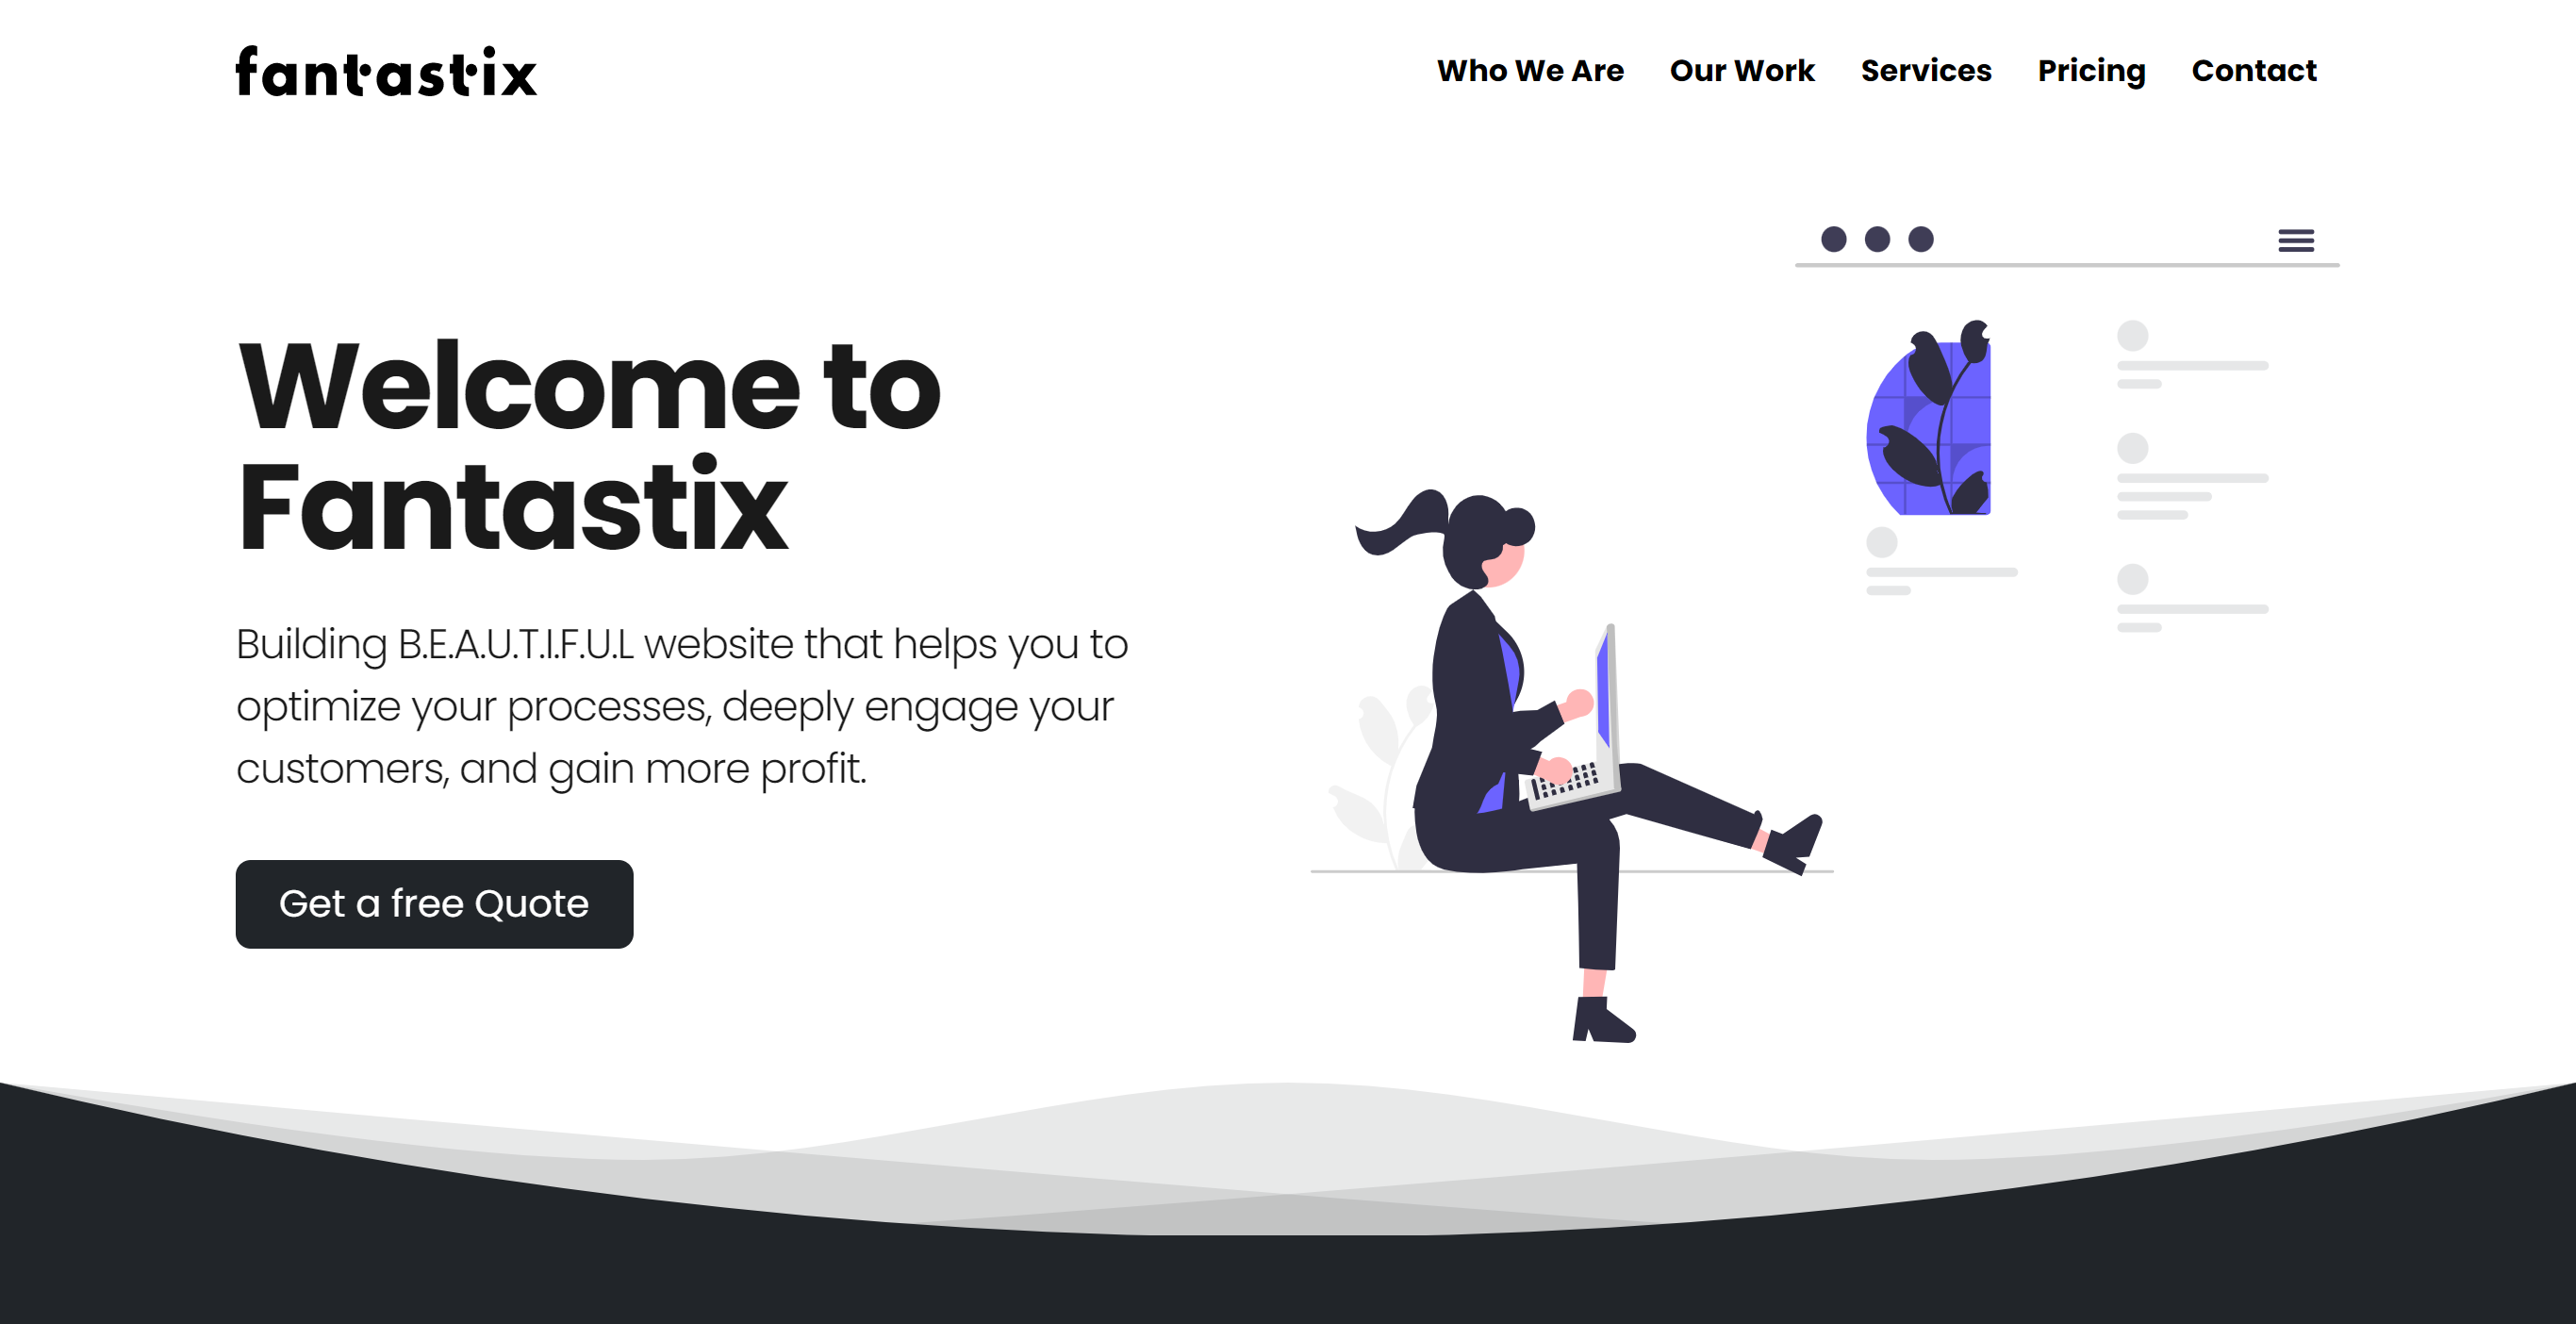 fantastix
Who We Are
Our Work
Services
Pricing
Contact
Welcome to
Fantastix
Building B.E.A.U.T.I.F.U.L website that helps you to
optimize your processes, deeply engage your
customers, and gain more profit.
Get a free Quote